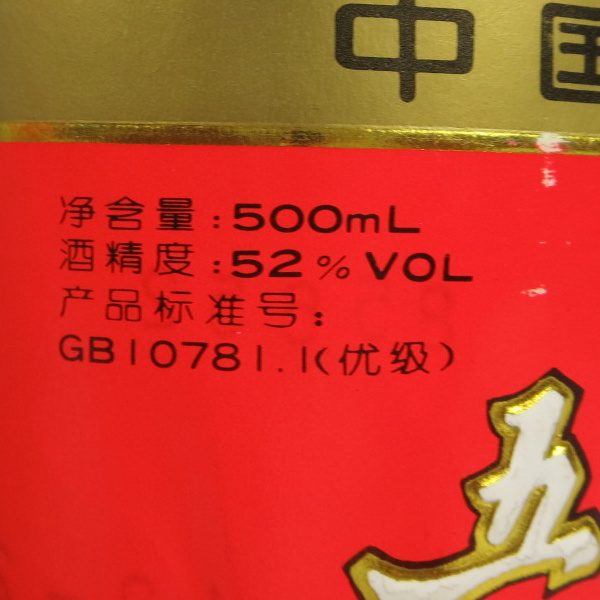 中国
净含量:500mL
酒精度:52%VOL
产品标准号:
GB10781.1(优级)
五